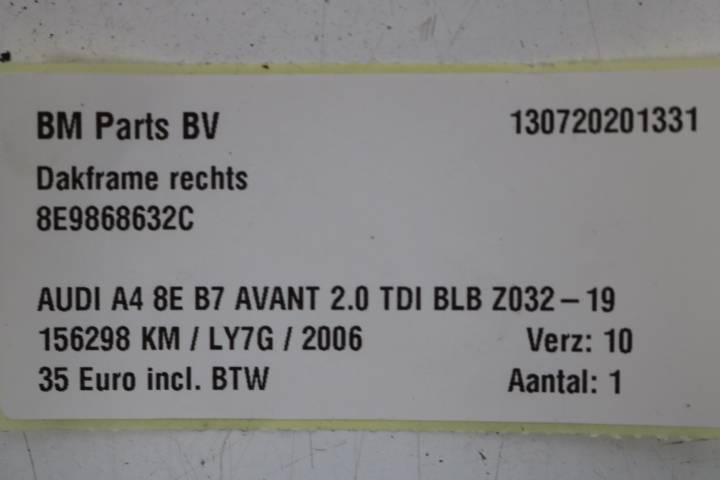 BM Parts BV 130720201331
Dakframe rechts
8E9868632C
AUDI A4 8E B7 AVANT 2.0 TDI BLB Z032-19
156298 KM / LY7G / 2006 Verz: 10
35 Euro incl. BTW Aantal: 1